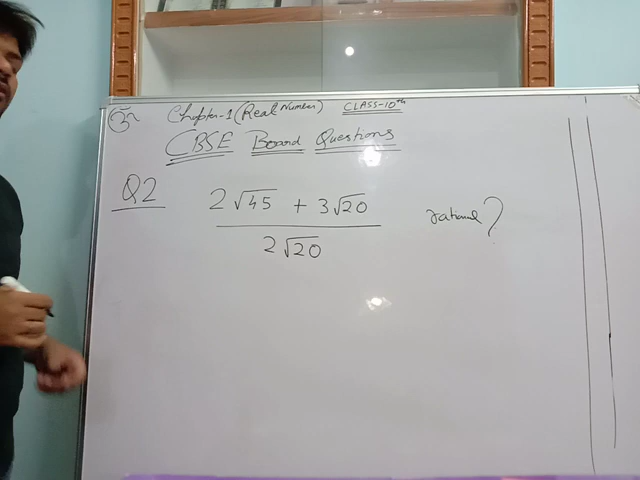 ॐ Chapter-1 (Real Number) CLASS-10th
CBSE Board Questions
Q2 2√45 + 3√20 / 2√20 rational?